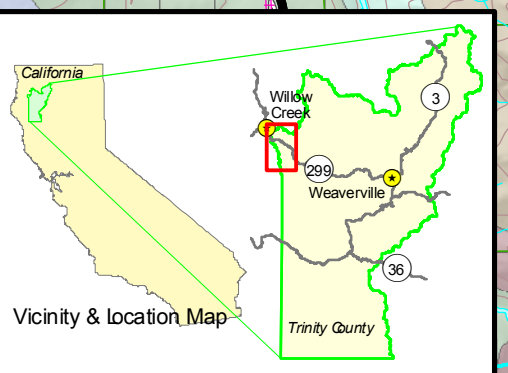 California
Willow
Creek
3
299
Weaverville
36
Vicinity & Location Map
Trinity County